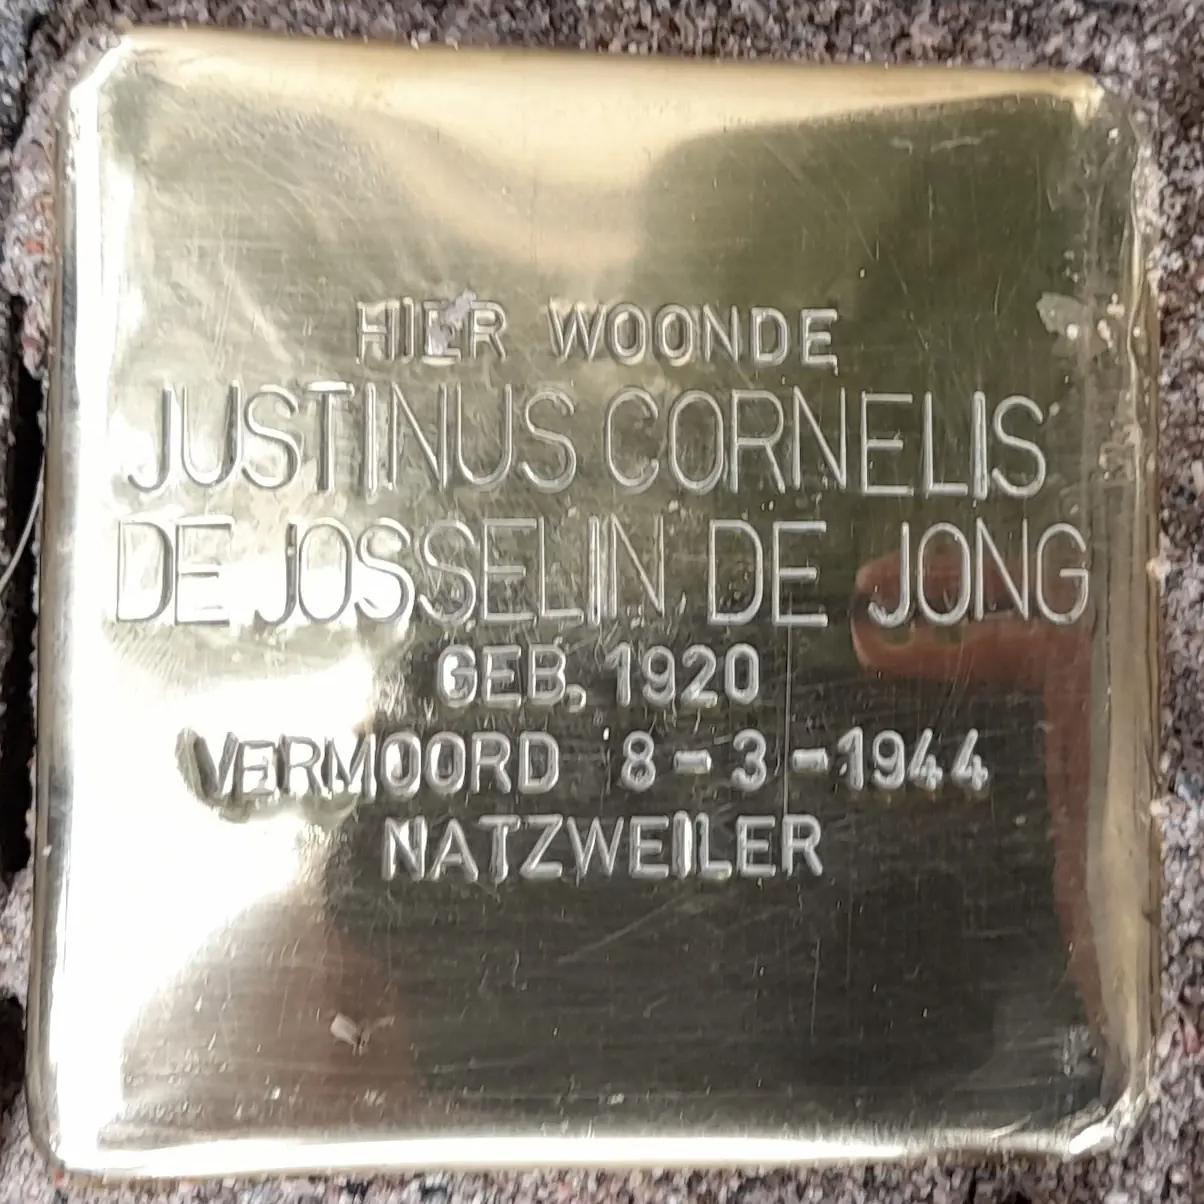 HIER WOONDE
JUSTINUS CORNELIS
DE JOSSELIN DE JONG
GEB. 1920
VERMOORD 8-3-1944
NATZWEILER